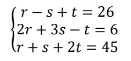 r − s + t = 26
2r + 3s − t = 6
r + s + 2t = 45